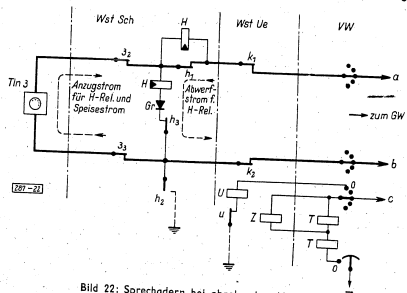 Wst Sch
Wst Ue
VW
H
3₂
h₁
k₁
a
Tln 3
Anzugstrom
für H-Rel. und
Speisestrom
H
Gr
h₃
Abwerf-
strom f.
H-Rel.
zum GW
3₃
k₂
b
287-22
h₂
U
u
0
c
Z
T
T
0
Bild 22: Sprechadern bei